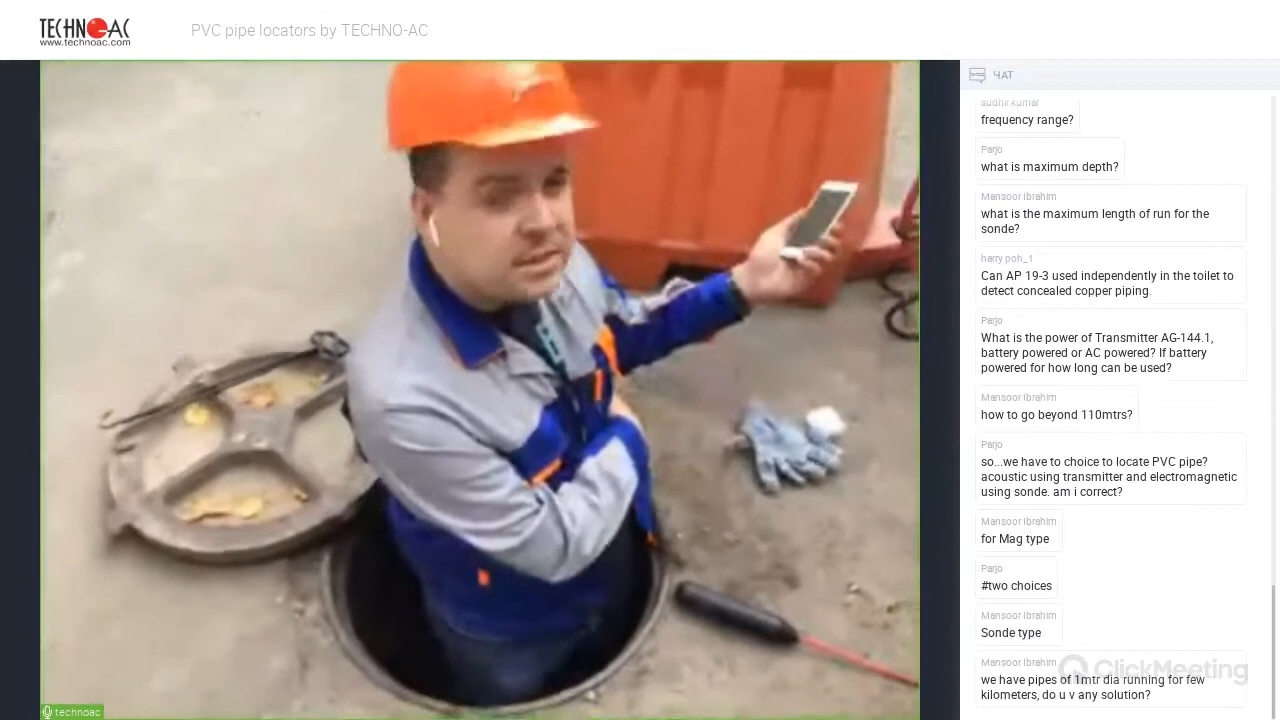 TECHNO-AC
www.technoac.com
PVC pipe locators by TECHNO-AC
ЧАТ
sudhir kumar
frequency range?
Parjo
what is maximum depth?
Mansoor Ibrahim
what is the maximum length of run for the
sonde?
harry poh_1
Can AP 19-3 used independently in the toilet to
detect concealed copper piping.
Parjo
What is the power of Transmitter AG-144.1,
battery powered or AC powered? If battery
powered for how long can be used?
Mansoor Ibrahim
how to go beyond 110mtrs?
Parjo
so...we have to choice to locate PVC pipe?
acoustic using transmitter and electromagnetic
using sonde. am i correct?
Mansoor Ibrahim
for Mag type
Parjo
#two choices
Mansoor Ibrahim
Sonde type
Mansoor Ibrahim
we have pipes of 1mtr dia running for few
kilometers, do u v any solution?
ClickMeeting
technoac